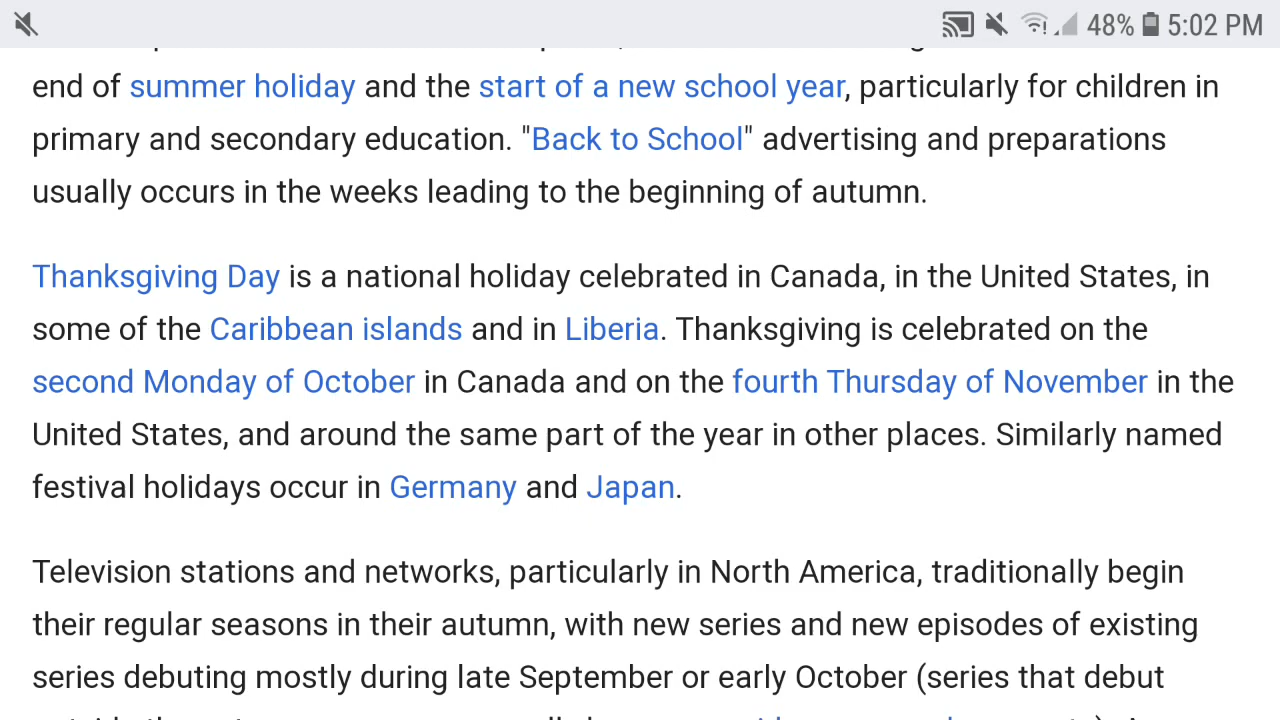 48% 5:02 PM
end of summer holiday and the start of a new school year, particularly for children in
primary and secondary education. "Back to School" advertising and preparations
usually occurs in the weeks leading to the beginning of autumn.
Thanksgiving Day is a national holiday celebrated in Canada, in the United States, in
some of the Caribbean islands and in Liberia. Thanksgiving is celebrated on the
second Monday of October in Canada and on the fourth Thursday of November in the
United States, and around the same part of the year in other places. Similarly named
festival holidays occur in Germany and Japan.
Television stations and networks, particularly in North America, traditionally begin
their regular seasons in their autumn, with new series and new episodes of existing
series debuting mostly during late September or early October (series that debut